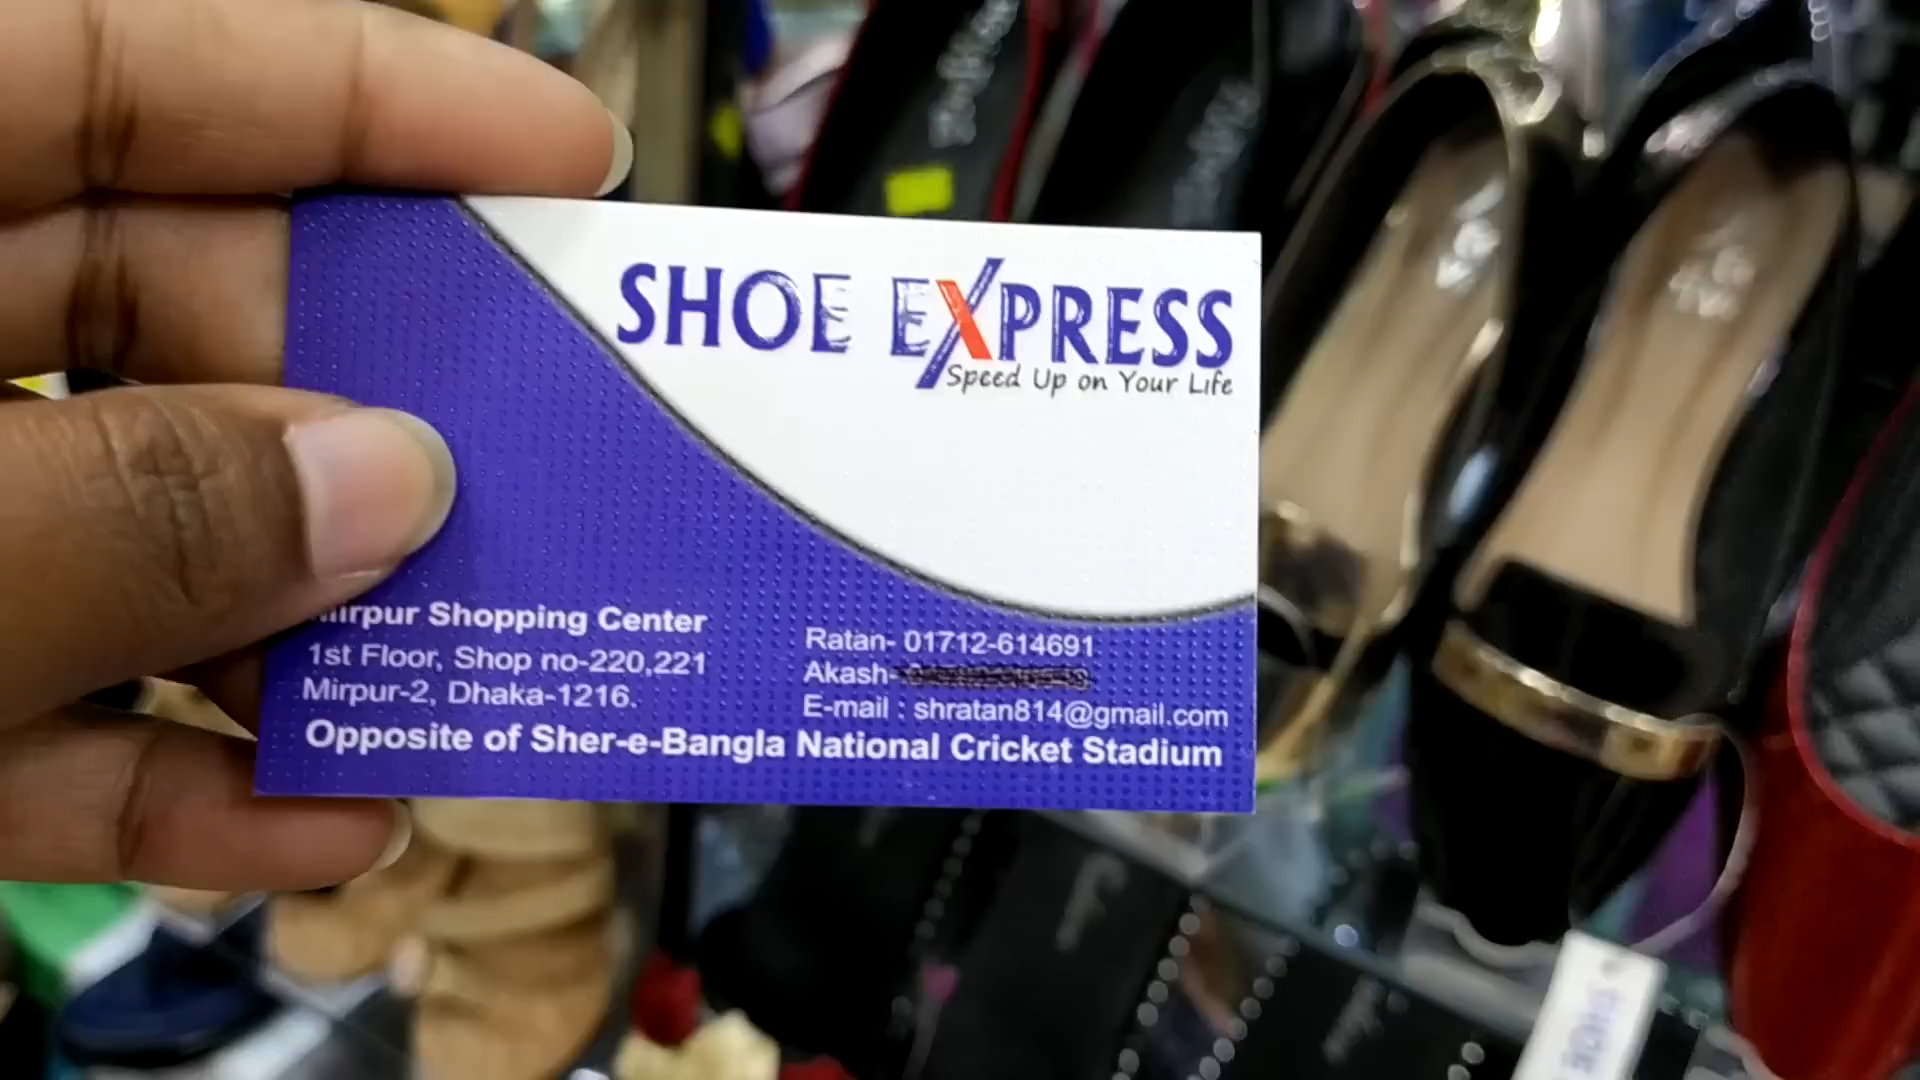 SHOE EXPRESS
Speed Up on Your Life
Mirpur Shopping Center
1st Floor, Shop no-220,221
Mirpur-2, Dhaka-1216.
Ratan- 01712-614691
Akash-
E-mail : shratan814@gmail.com
Opposite of Sher-e-Bangla National Cricket Stadium